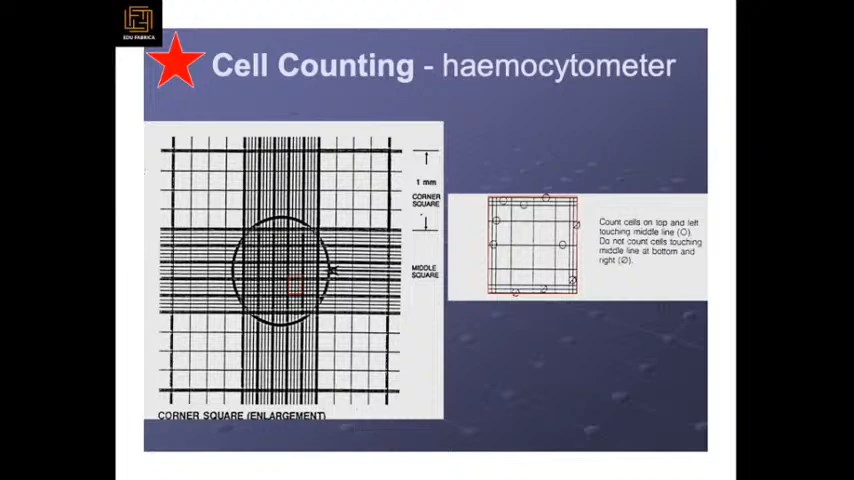 EDU FABRICA
Cell Counting - haemocytometer
1 mm
CORNER
SQUARE
MIDDLE
SQUARE
CORNER SQUARE (ENLARGEMENT)
Count cells on top and left
touching middle line (O).
Do not count cells touching
middle line at bottom and
right (Ø).